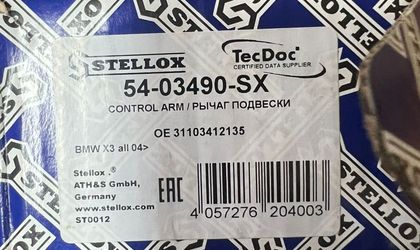 STELLOX TecDoc
CERTIFIED DATA SUPPLIER
54-03490-SX
CONTROL ARM / РЫЧАГ ПОДВЕСКИ
OE 31103412135
BMW X3 all 04>
Stellox .®
ATH&S GmbH,
Germany
www.stellox.com
ST0012
EAC
4 057276 204003